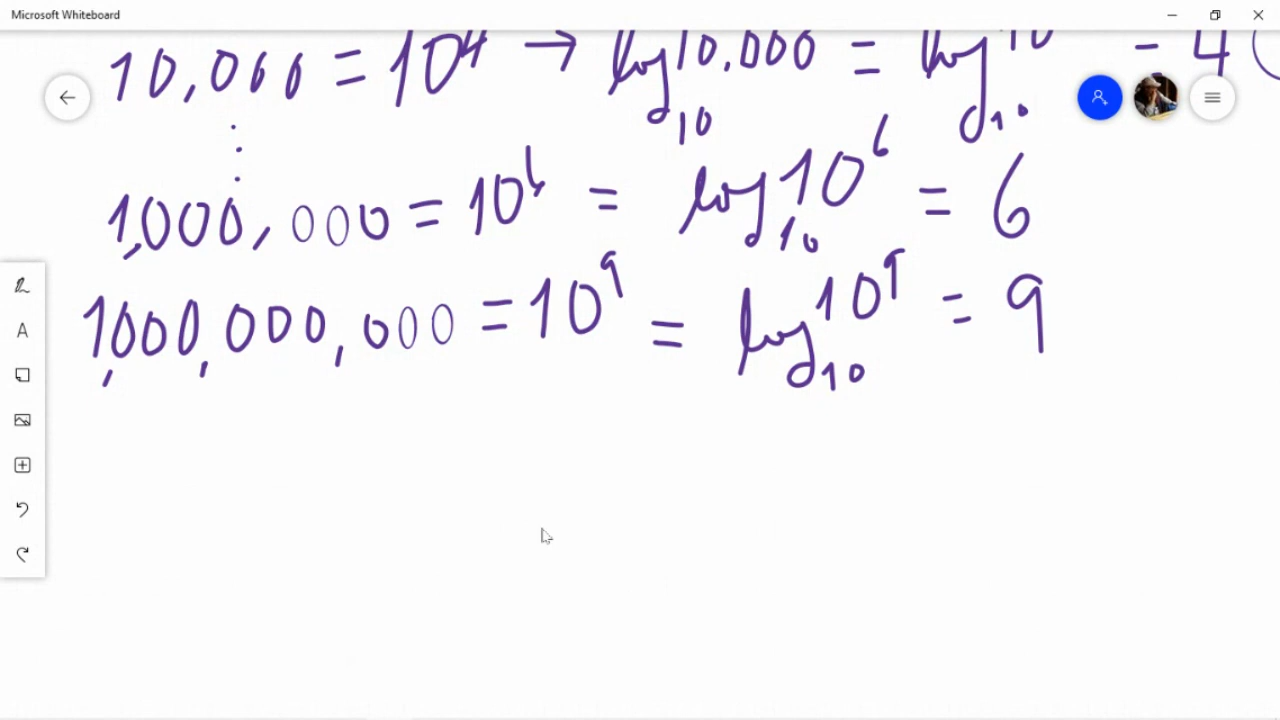 Microsoft Whiteboard
10,000 = 10⁴ → log₁₀10,000 = log₁₀10 = 4
1,000,000 = 10⁶ = log₁₀10⁶ = 6
1,000,000,000 = 10⁹ = log₁₀10⁹ = 9
A